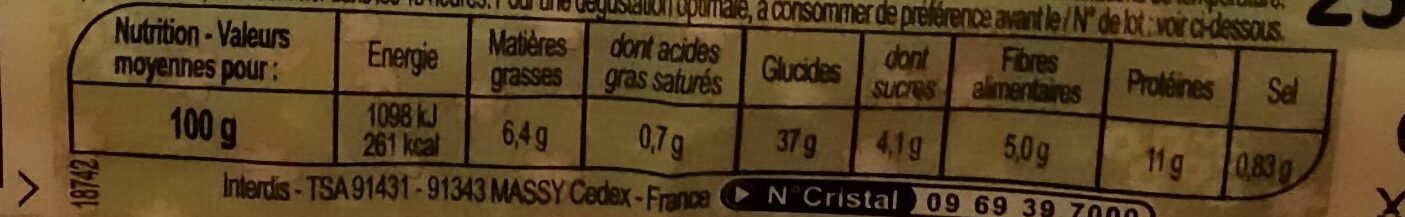 dégustation optimale, à consommer de préférence avant le / N° de lot : voir ci-dessous.
Nutrition - Valeurs moyennes pour : Energie Matières grasses dont acides gras saturés Glucides dont sucres Fibres alimentaires Protéines Sel
100 g 1098 kJ 261 kcal 6,4 g 0,7 g 37 g 4,1 g 5,0 g 11 g 0,83 g
18742
Interdis - TSA 91431 - 91343 MASSY Cedex - France N°Cristal 09 69 39 7000